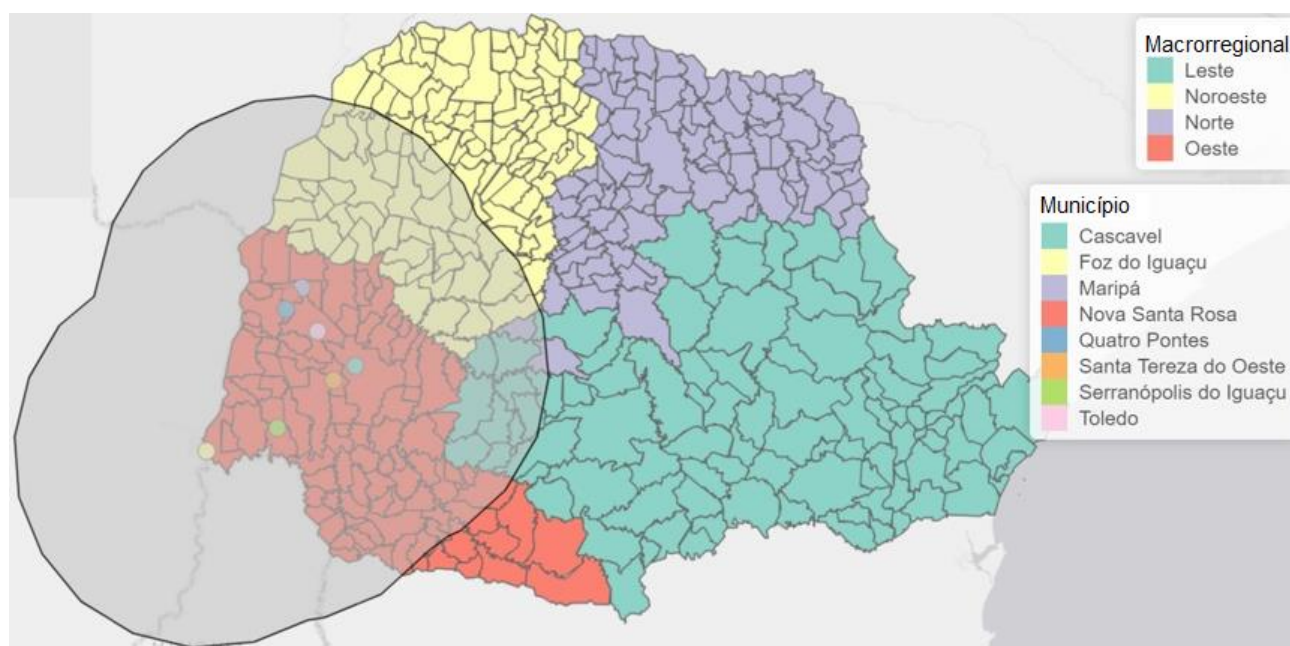 Macrorregional
Leste
Noroeste
Norte
Oeste
Município
Cascavel
Foz do Iguaçu
Maripá
Nova Santa Rosa
Quatro Pontes
Santa Tereza do Oeste
Serranópolis do Iguaçu
Toledo